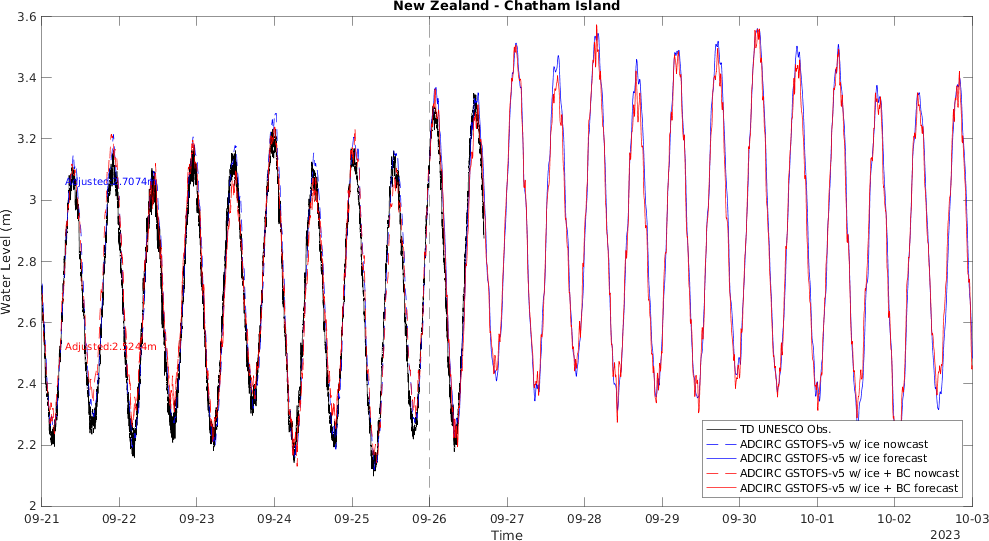 New Zealand - Chatham Island
3.6
3.4
3.2
3
2.8
2.6
2.4
2.2
2
Water Level (m)
Adjusted:2.5244m
TD UNESCO Obs.
ADCIRC GSTOFS-v5 w/ ice nowcast
ADCIRC GSTOFS-v5 w/ ice forecast
ADCIRC GSTOFS-v5 w/ ice + BC nowcast
ADCIRC GSTOFS-v5 w/ ice + BC forecast
09-21 09-22 09-23 09-24 09-25 09-26 09-27 09-28 09-29 09-30 10-01 10-02 10-03
Time
2023